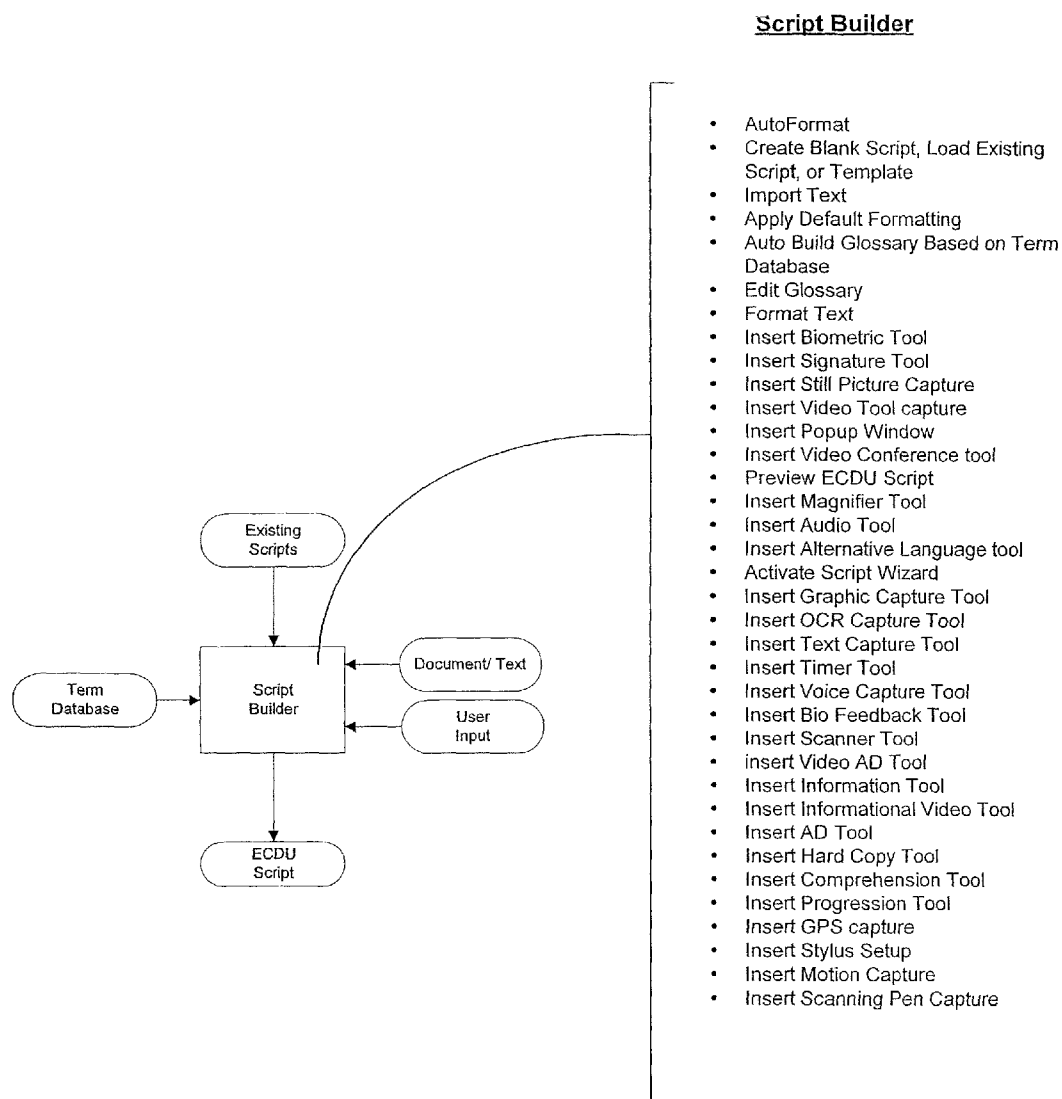 Script Builder
• AutoFormat
• Create Blank Script, Load Existing
Script, or Template
• Import Text
• Apply Default Formatting
• Auto Build Glossary Based on Term
Database
• Edit Glossary
• Format Text
• Insert Biometric Tool
• Insert Signature Tool
• Insert Still Picture Capture
• Insert Video Tool capture
• Insert Popup Window
• Insert Video Conference tool
• Preview ECDU Script
• Insert Magnifier Tool
• Insert Audio Tool
• Insert Alternative Language tool
• Activate Script Wizard
• Insert Graphic Capture Tool
• Insert OCR Capture Tool
• Insert Text Capture Tool
• Insert Timer Tool
• Insert Voice Capture Tool
• Insert Bio Feedback Tool
• Insert Scanner Tool
• insert Video AD Tool
• Insert Information Tool
• Insert Informational Video Tool
• Insert AD Tool
• Insert Hard Copy Tool
• Insert Comprehension Tool
• Insert Progression Tool
• Insert GPS capture
• Insert Stylus Setup
• Insert Motion Capture
• Insert Scanning Pen Capture
Existing
Scripts
Term
Database
Script
Builder
Document/ Text
User
Input
ECDU
Script